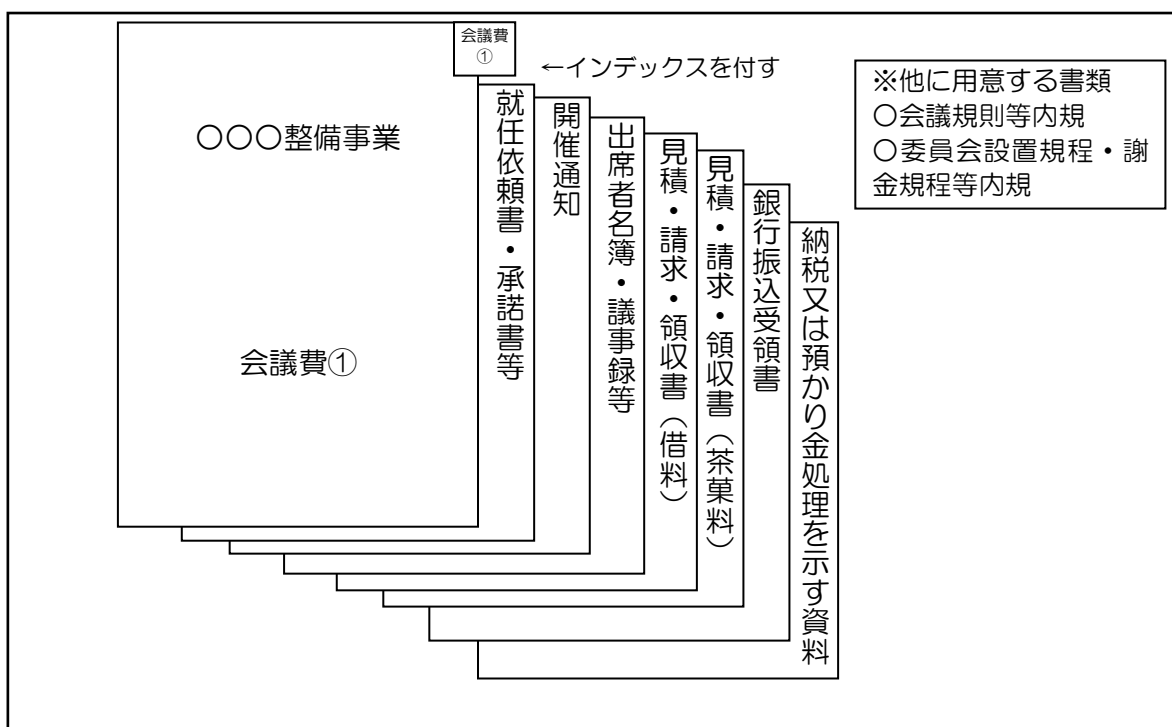 会議費
①
←インデックスを付す
〇〇〇整備事業
会議費①
就任依頼書・承諾書等
開催通知
出席者名簿・議事録等
見積・請求・領収書（借料）
見積・請求・領収書（茶菓料）
銀行振込受領書
納税又は預かり金処理を示す資料
※他に用意する書類
〇会議規則等内規
〇委員会設置規程・謝
金規程等内規